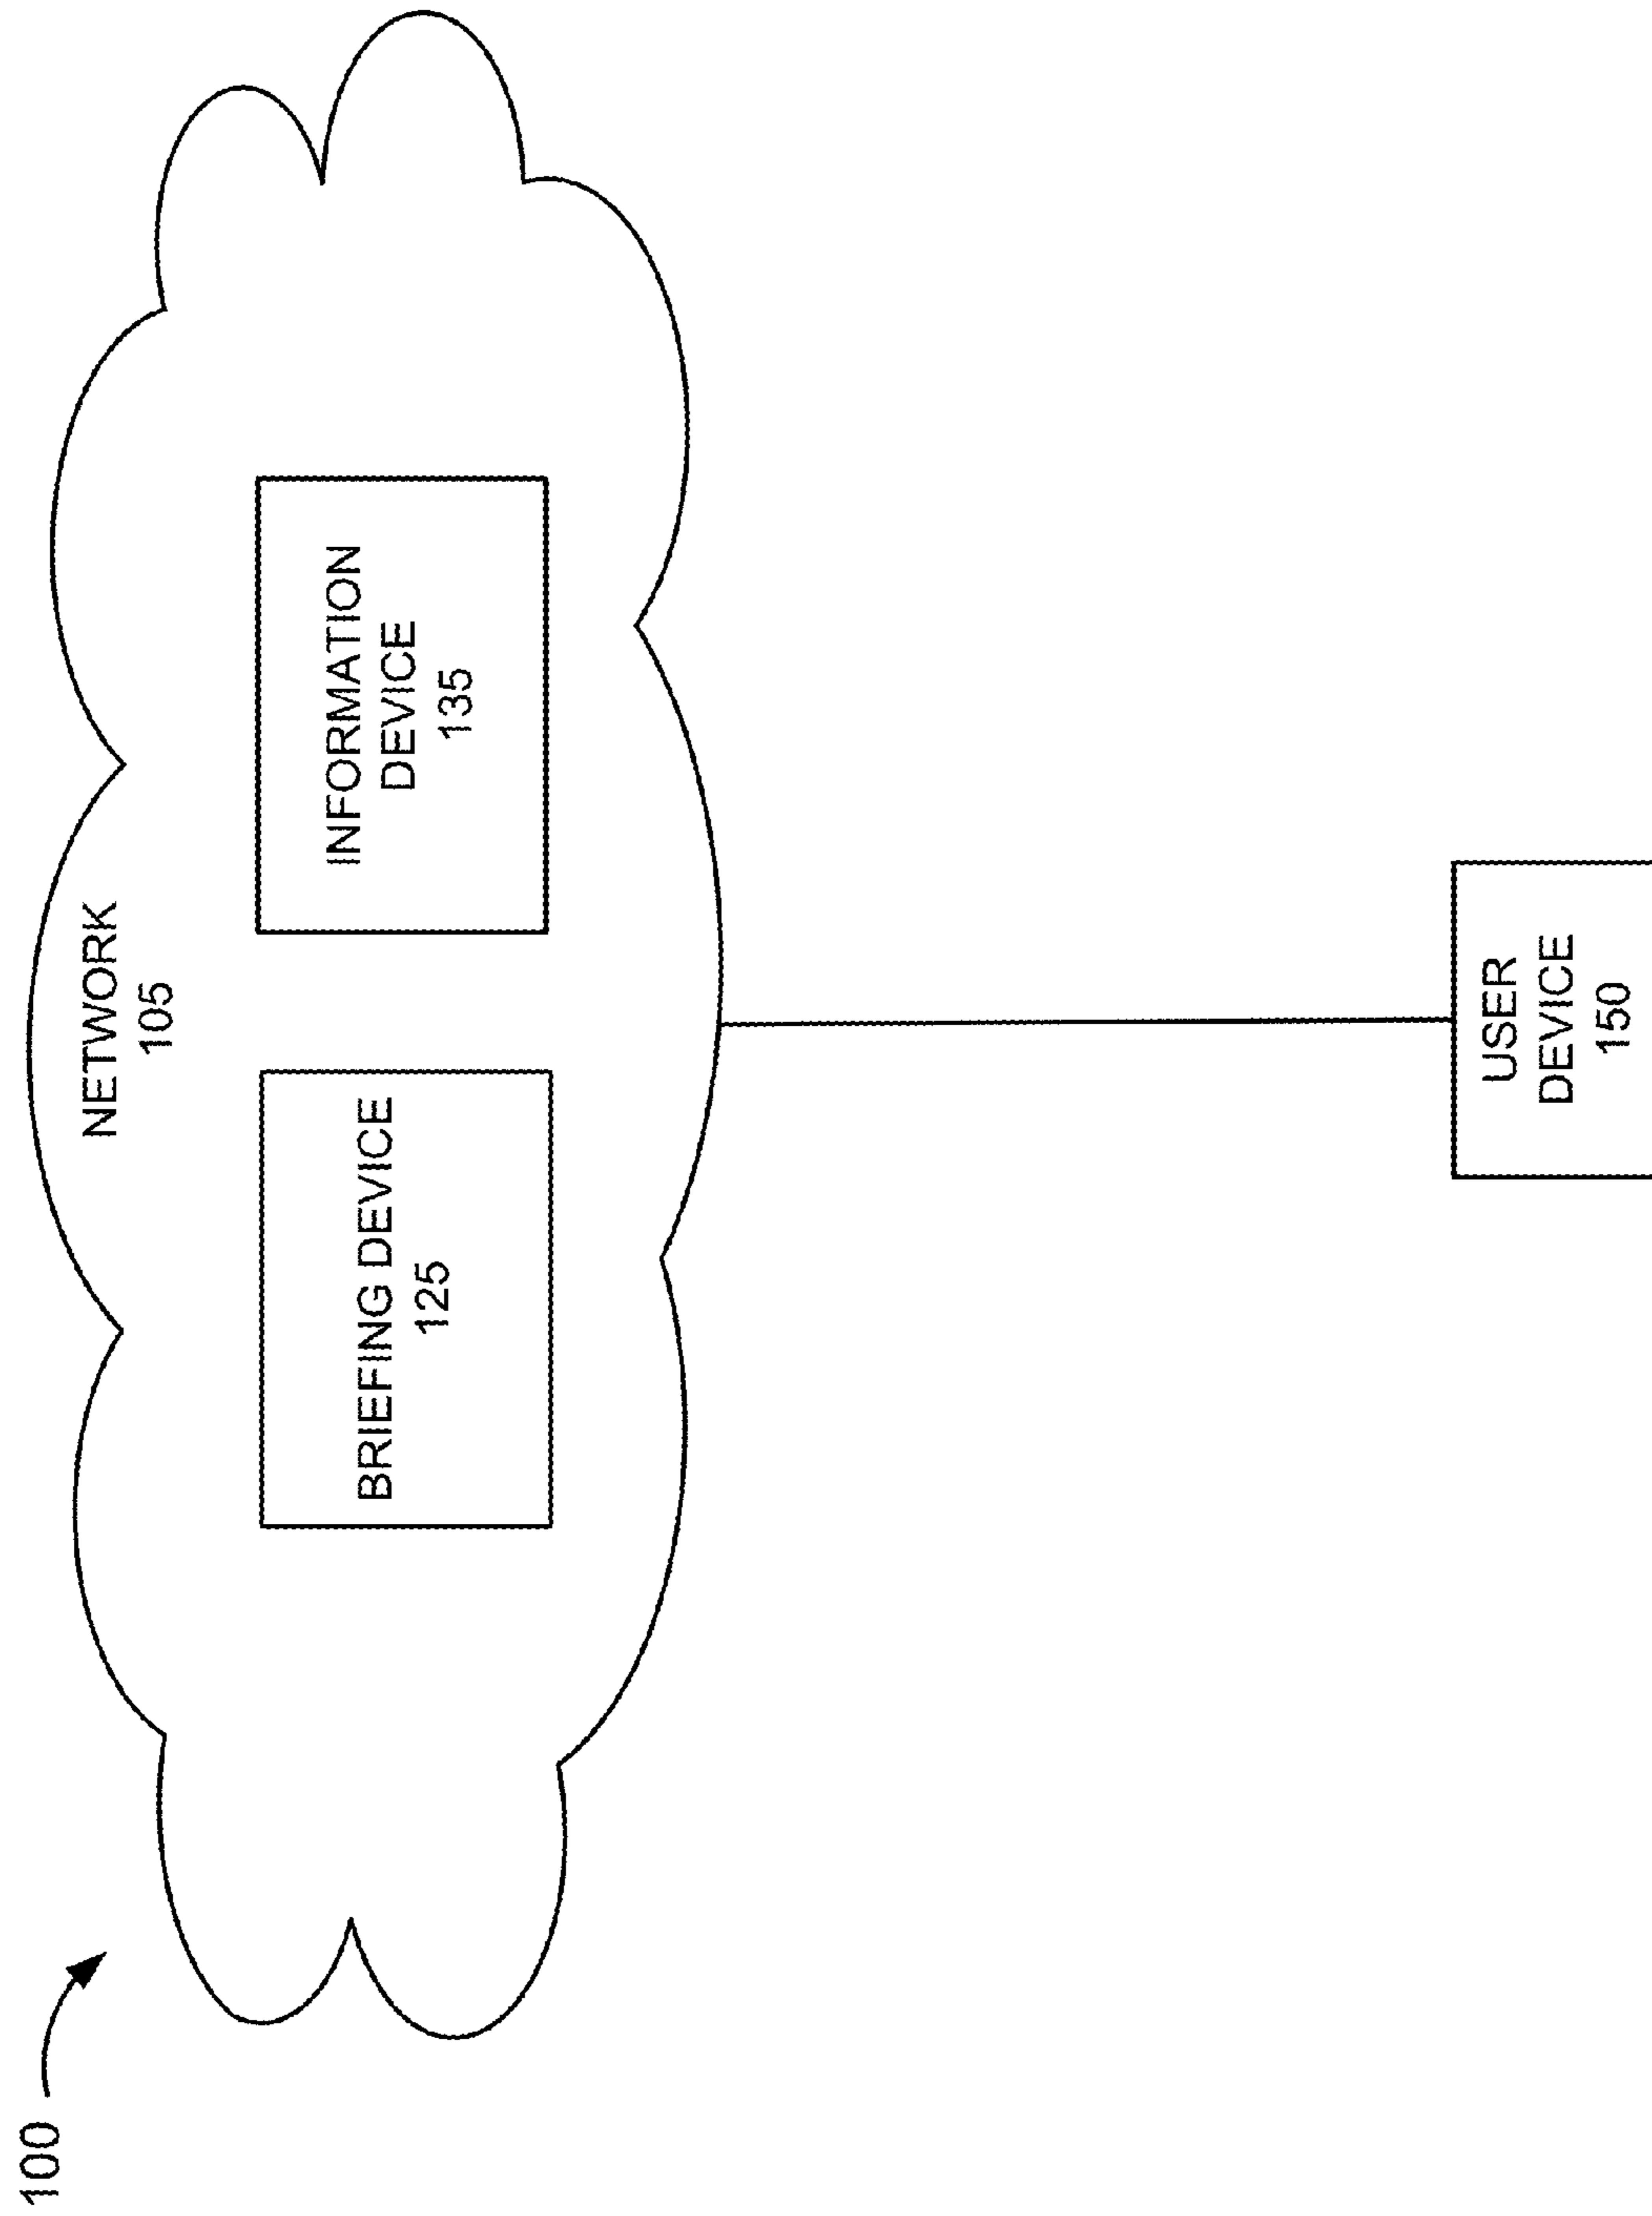 100
NETWORK
105
BRIEFING DEVICE
125
INFORMATION
DEVICE
135
USER
DEVICE
150